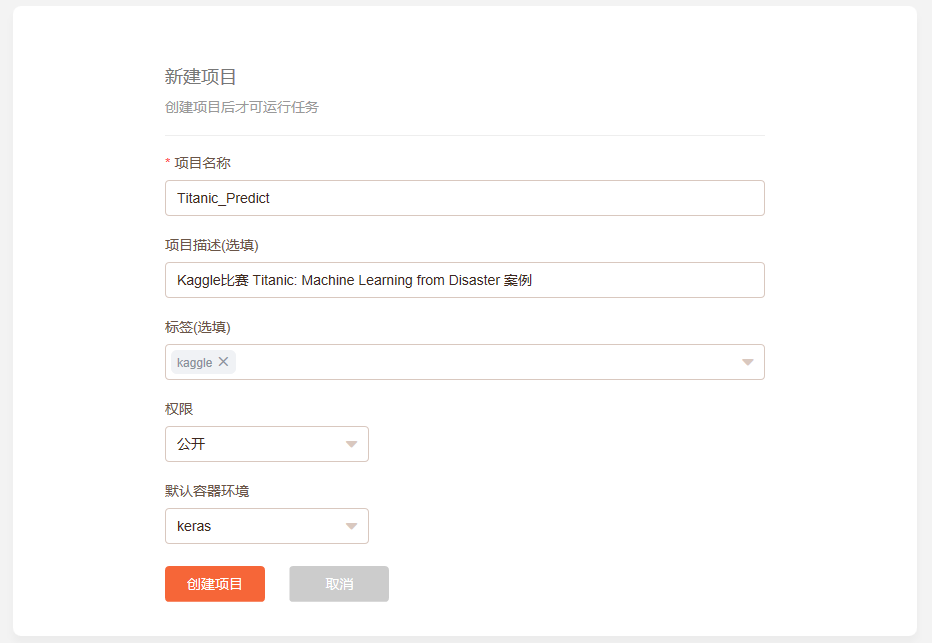 新建项目
创建项目后才可运行任务
* 项目名称
Titanic_Predict
项目描述(选填)
Kaggle比赛 Titanic: Machine Learning from Disaster 案例
标签(选填)
kaggle ✕
权限
公开
默认容器环境
keras
创建项目 取消